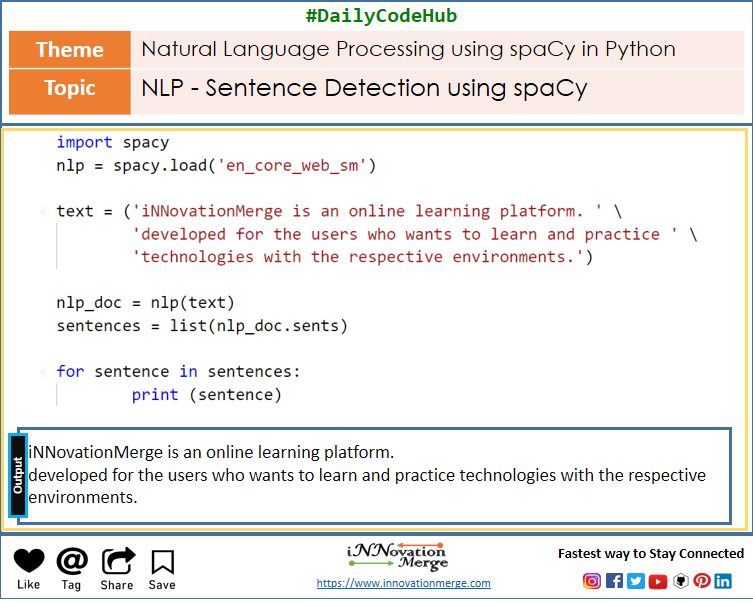 #DailyCodeHub
Theme
Natural Language Processing using spaCy in Python
Topic
NLP - Sentence Detection using spaCy
import spacy
nlp = spacy.load('en_core_web_sm')
text = ('iNNovationMerge is an online learning platform. ' \
'developed for the users who wants to learn and practice ' \
'technologies with the respective environments.')
nlp_doc = nlp(text)
sentences = list(nlp_doc.sents)
for sentence in sentences:
print (sentence)
Output
iNNovationMerge is an online learning platform.
developed for the users who wants to learn and practice technologies with the respective
environments.
Like
Tag
Share
Save
iNNovation
Merge
https://www.innovationmerge.com
Fastest way to Stay Connected